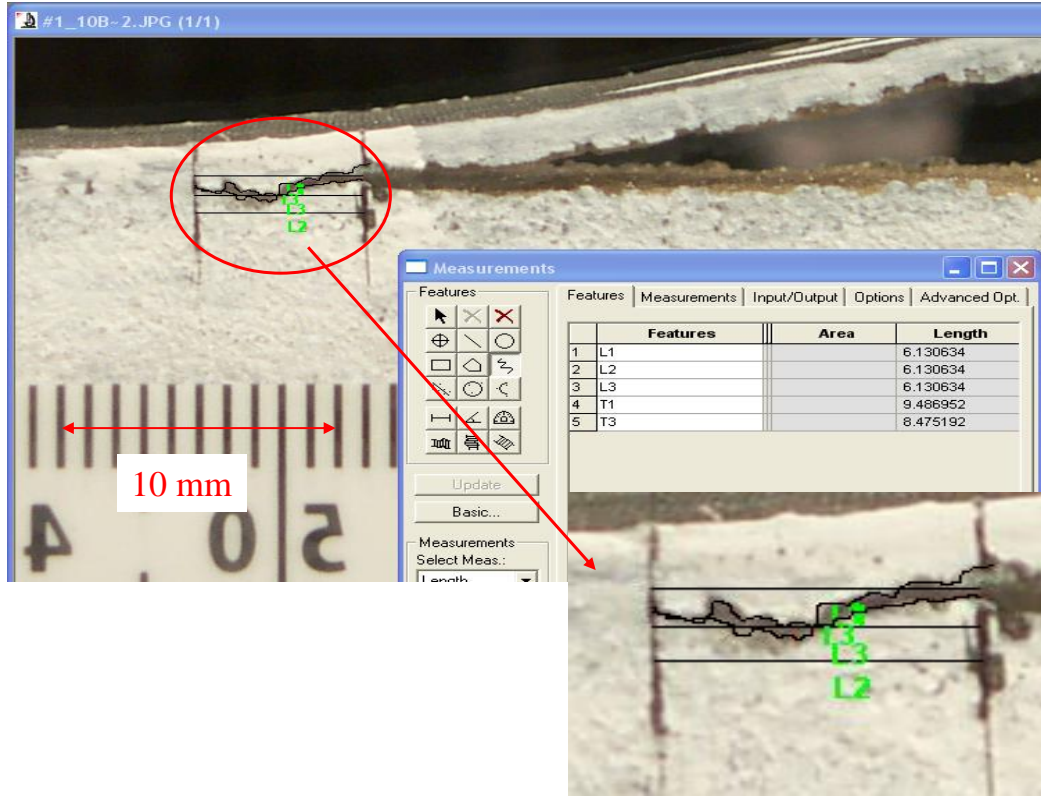 #1_10B~2.JPG (1/1)
L3
L2
Measurements
Features
Update
Basic...
Measurements
Select Meas.:
Length
Features Measurements Input/Output Options Advanced Opt.
Features Area Length
1 L1 6.130634
2 L2 6.130634
3 L3 6.130634
4 T1 9.486952
5 T3 8.475192
10 mm
4 0 5
T3
L3
L2